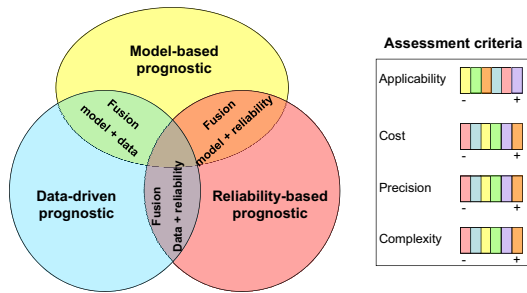 Model-based
prognostic
Fusion
model + data
Fusion
model + reliability
Data-driven
prognostic
Fusion
Data + reliability
Reliability-based
prognostic
Assessment criteria
Applicability
- +
Cost
- +
Precision
- +
Complexity
- +